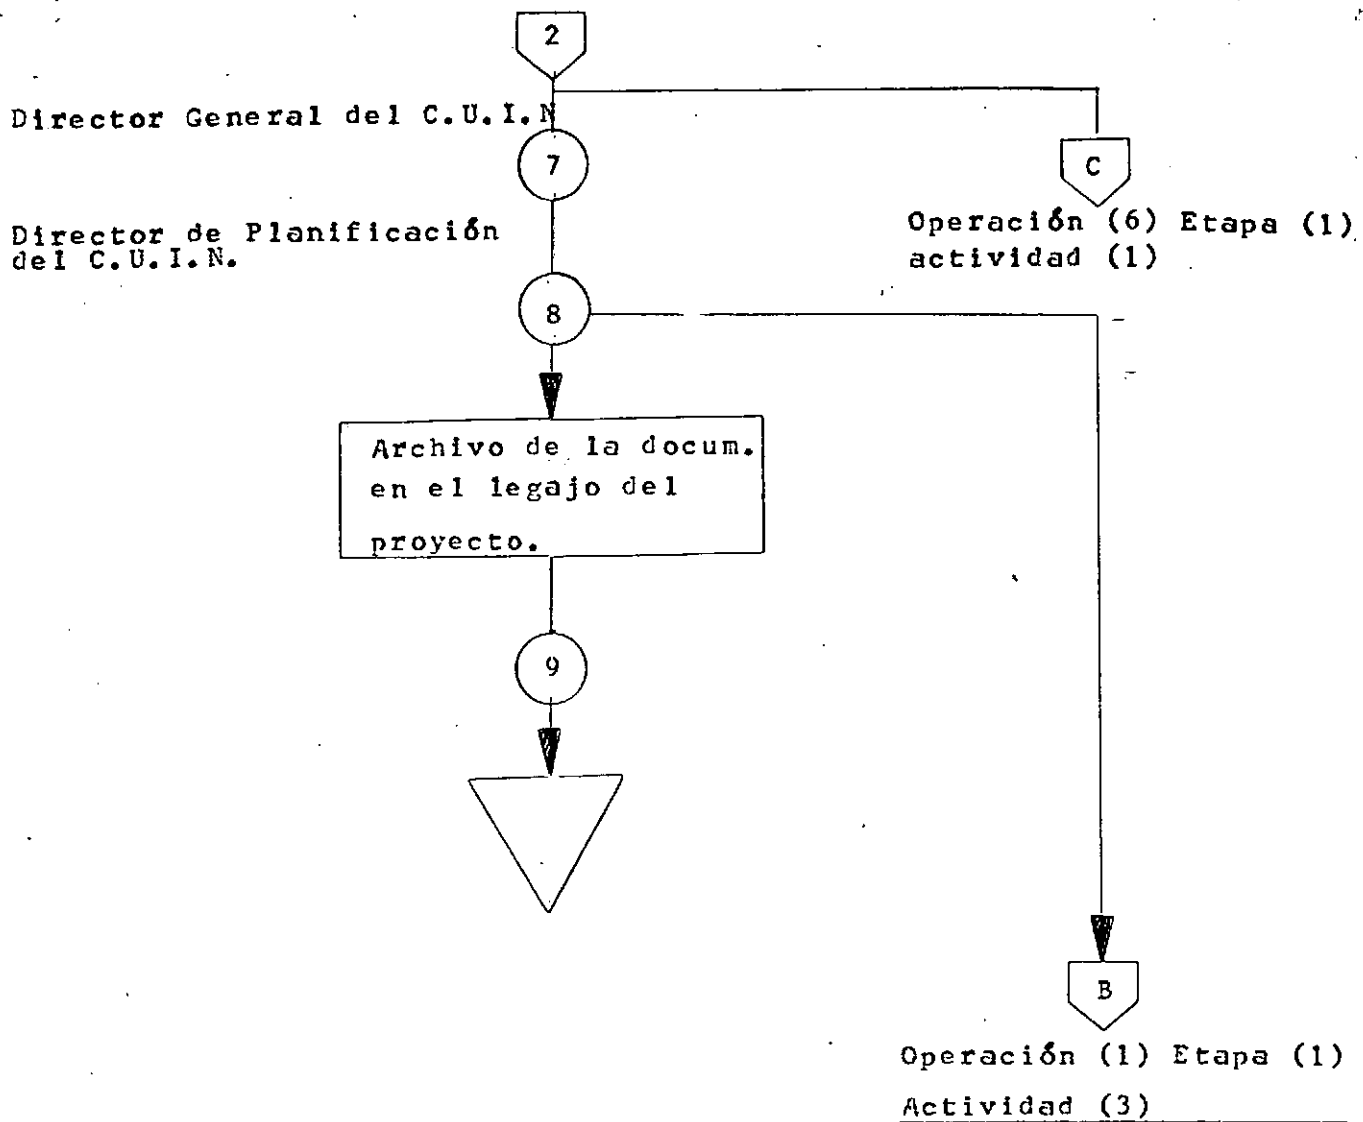 2
Director General del C.U.I.N
7
C
Director de Planificación
del C.U.I.N.
Operación (6) Etapa (1)
actividad (1)
8
Archivo de la docum.
en el legajo del
proyecto.
9
B
Operación (1) Etapa (1)
Actividad (3)